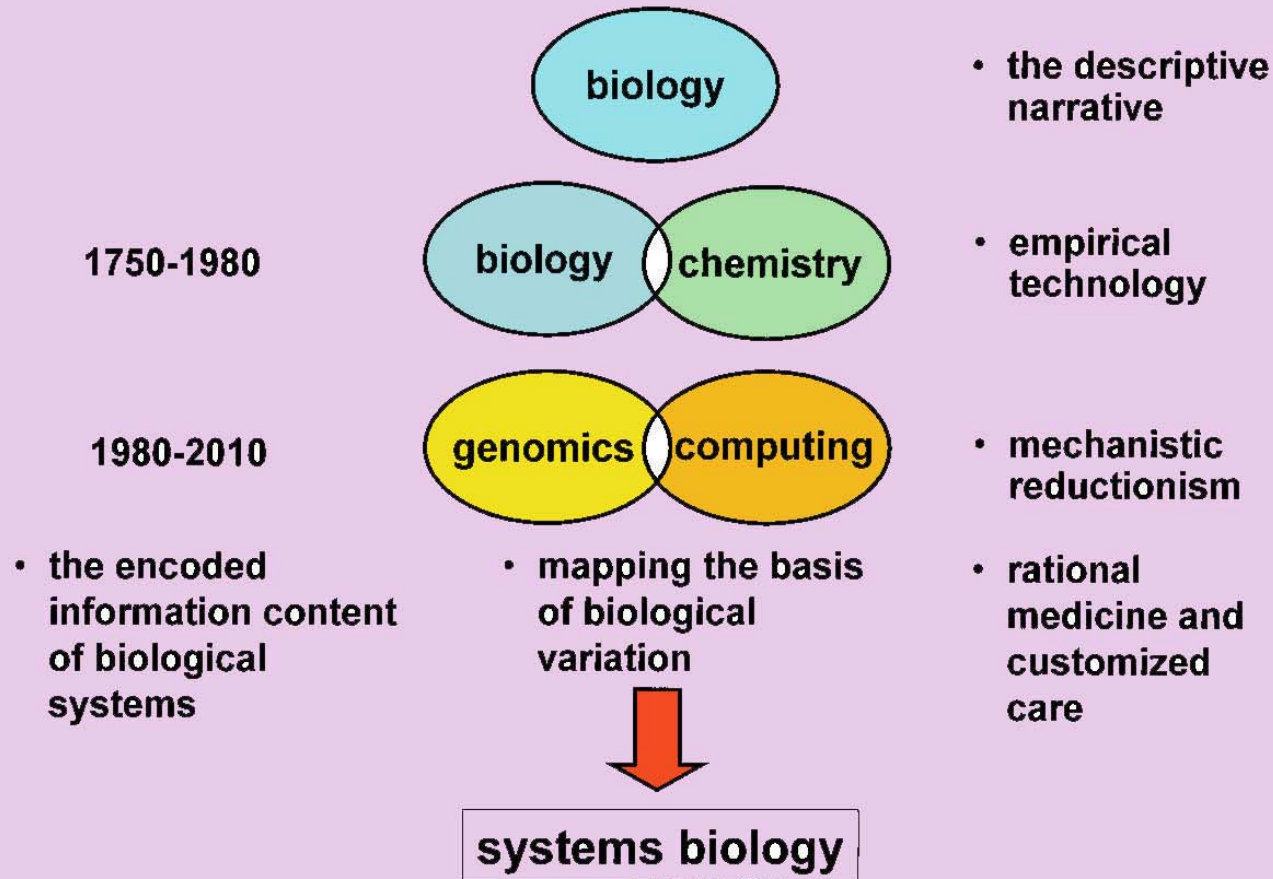 biology
• the descriptive
narrative
1750-1980
biology
chemistry
• empirical
technology
1980-2010
genomics
computing
• mechanistic
reductionism
• the encoded
information content
of biological
systems
• mapping the basis
of biological
variation
• rational
medicine and
customized
care
systems biology